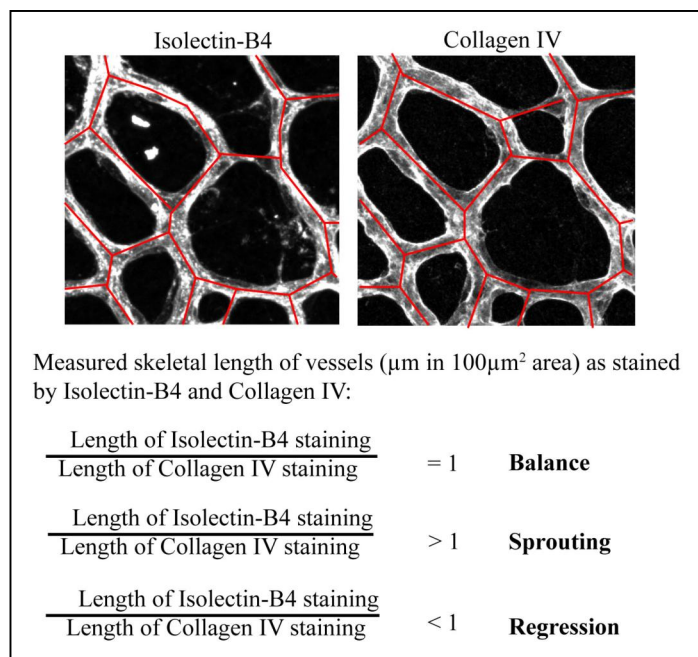 Isolectin-B4 Collagen IV
Measured skeletal length of vessels (µm in 100µm² area) as stained
by Isolectin-B4 and Collagen IV:
Length of Isolectin-B4 staining
Length of Collagen IV staining
= 1 Balance
Length of Isolectin-B4 staining
Length of Collagen IV staining
> 1 Sprouting
Length of Isolectin-B4 staining
Length of Collagen IV staining
< 1 Regression